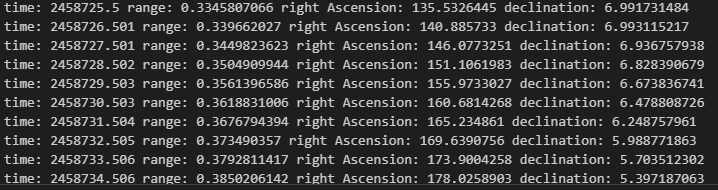 time: 2458725.5 range: 0.3345807066 right Ascension: 135.5326445 declination: 6.991731484
time: 2458726.501 range: 0.339662027 right Ascension: 140.885733 declination: 6.993115217
time: 2458727.501 range: 0.3449823623 right Ascension: 146.0773251 declination: 6.936757938
time: 2458728.502 range: 0.3504909944 right Ascension: 151.1061983 declination: 6.828390679
time: 2458729.503 range: 0.3561396586 right Ascension: 155.9733027 declination: 6.673836741
time: 2458730.503 range: 0.3618831006 right Ascension: 160.6814268 declination: 6.478808726
time: 2458731.504 range: 0.3676794394 right Ascension: 165.234861 declination: 6.248757961
time: 2458732.505 range: 0.373490357 right Ascension: 169.6390756 declination: 5.988771863
time: 2458733.506 range: 0.3792811417 right Ascension: 173.9004258 declination: 5.703512302
time: 2458734.506 range: 0.3850206142 right Ascension: 178.0258903 declination: 5.397187063